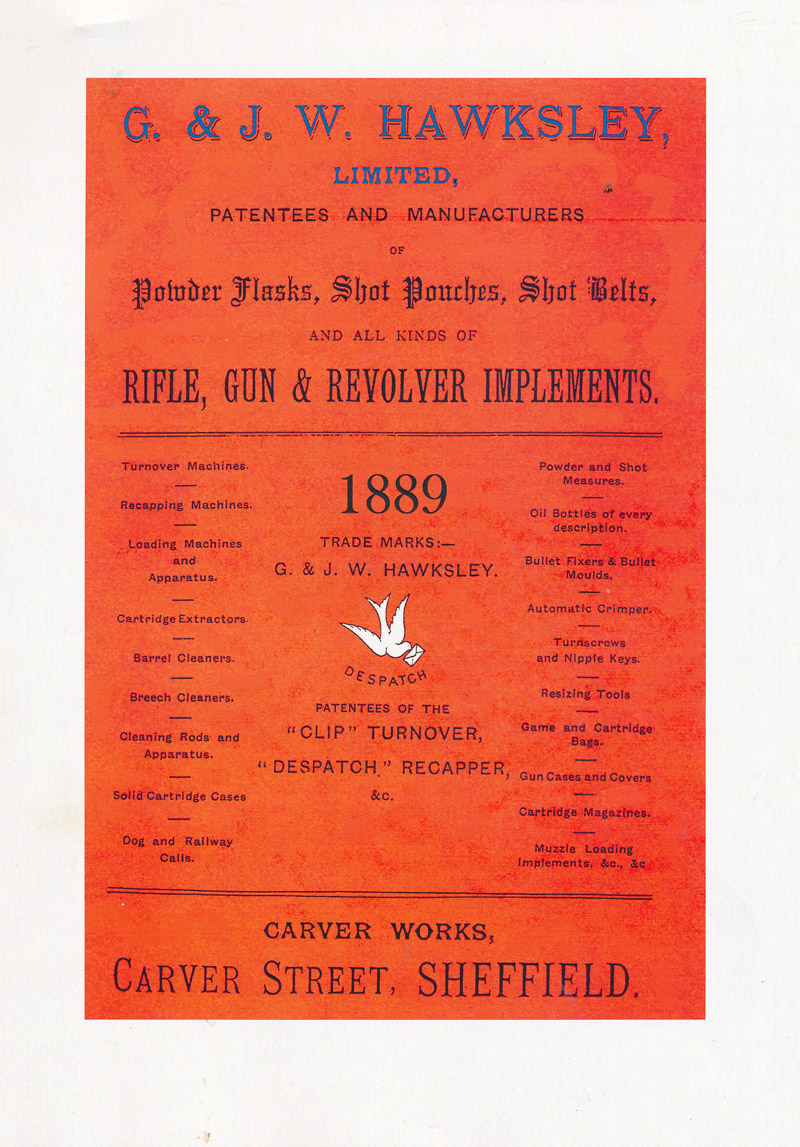 G. & J. W. HAWKSLEY,
LIMITED,
PATENTEES AND MANUFACTURERS
OF
Powder Flasks, Shot Pouches, Shot Belts,
AND ALL KINDS OF
RIFLE, GUN & REVOLVER IMPLEMENTS.
Turnover Machines.
Recapping Machines.
Loading Machines
and
Apparatus.
Cartridge Extractors.
Barrel Cleaners.
Breech Cleaners.
Cleaning Rods and
Apparatus.
Solid Cartridge Cases
Dog and Railway
Calls.
1889
TRADE MARKS:—
G. & J. W. HAWKSLEY.
DESPATCH
PATENTEES OF THE
"CLIP" TURNOVER,
"DESPATCH" RECAPPER,
&c.
Powder and Shot
Measures.
Oil Bottles of every
description.
Bullet Fixers & Bullet
Moulds.
Automatic Crimper.
Turnscrews
and Nipple Keys.
Resizing Tools
Game and Cartridge
Bags.
Gun Cases and Covers
Cartridge Magazines.
Muzzle Loading
Implements, &c., &c
CARVER WORKS,
CARVER STREET, SHEFFIELD.